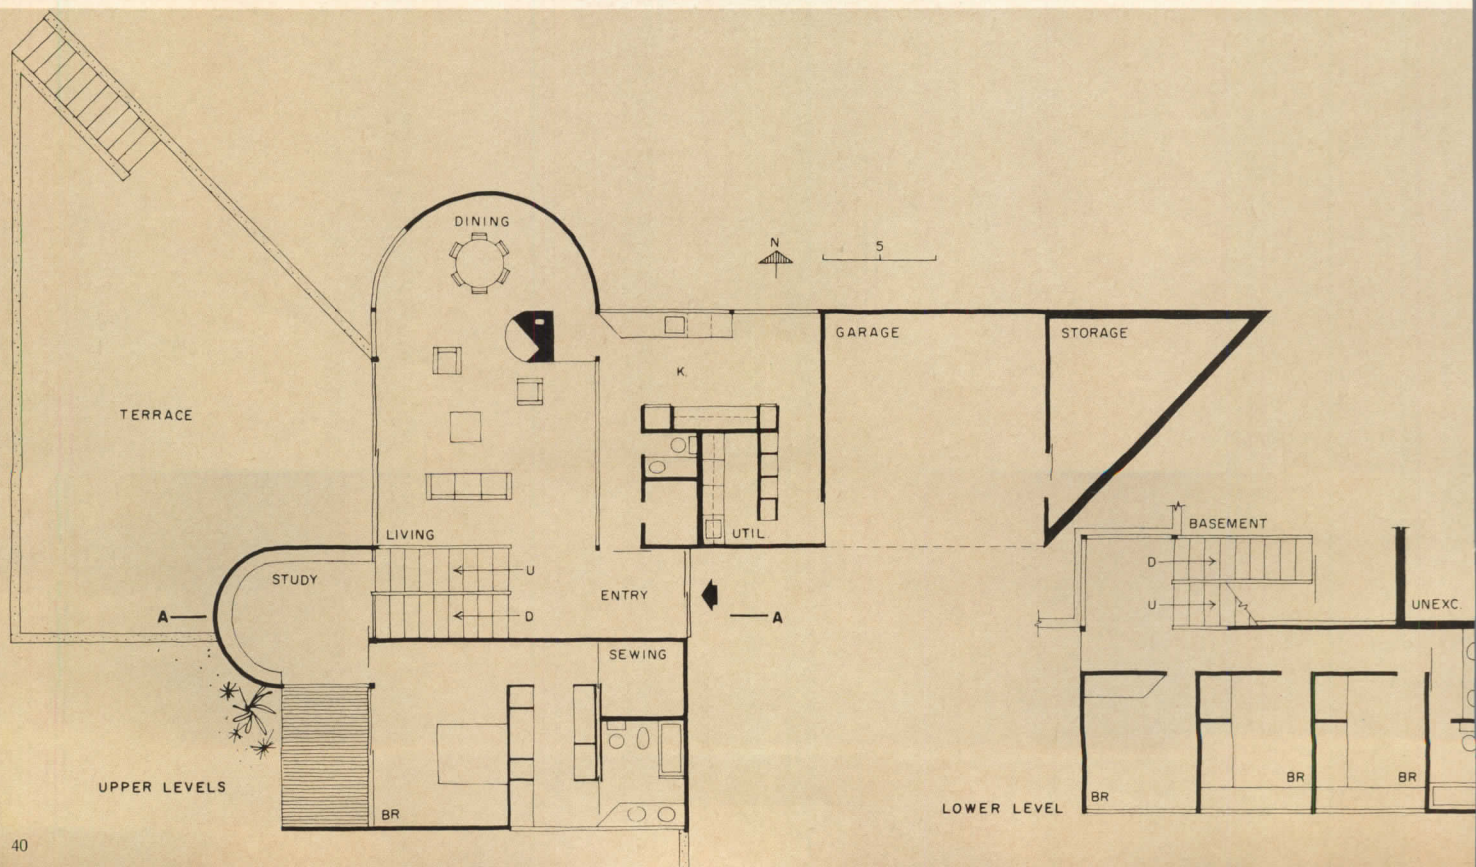 DINING
N
5
GARAGE
STORAGE
K.
TERRACE
LIVING
UTIL.
BASEMENT
STUDY
U
D
ENTRY
A
A
D
U
UNEXC.
SEWING
UPPER LEVELS
BR
BR
BR
BR
LOWER LEVEL
40